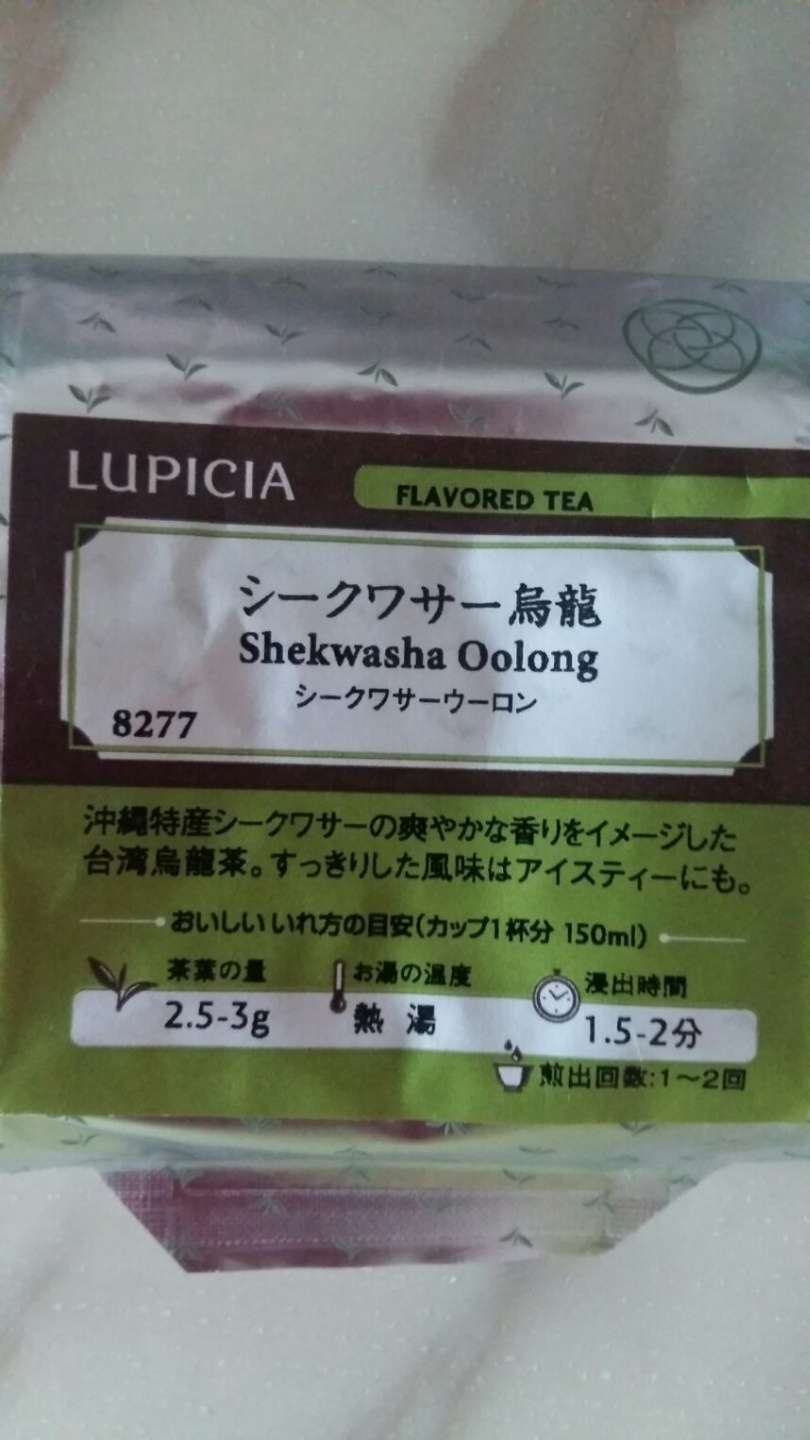 LUPICIA
FLAVORED TEA
シークワサー烏龍
Shekwasha Oolong
シークワサーウーロン
8277
沖縄特産シークワサーの爽やかな香りをイメージした
台湾烏龍茶。すっきりした風味はアイスティーにも。
おいしいいれ方の目安(カップ1杯分 150ml)
茶葉の量
2.5-3g
お湯の温度
熱 湯
浸出時間
1.5-2分
煎出回数:1〜2回